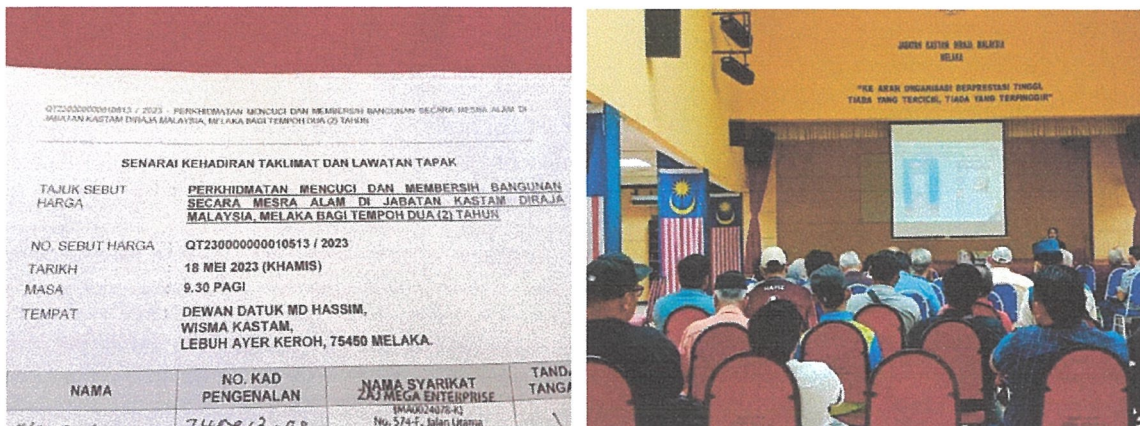 QT230000000010513 / 2023 - PERKHIDMATAN MENCUCI DAN MEMBERSIH BANGUNAN SECARA MESRA ALAM DI
JABATAN KASTAM DIRAJA MALAYSIA, MELAKA BAGI TEMPOH DUA (2) TAHUN
SENARAI KEHADIRAN TAKLIMAT DAN LAWATAN TAPAK
TAJUK SEBUT HARGA : PERKHIDMATAN MENCUCI DAN MEMBERSIH BANGUNAN
SECARA MESRA ALAM DI JABATAN KASTAM DIRAJA
MALAYSIA, MELAKA BAGI TEMPOH DUA (2) TAHUN
NO. SEBUT HARGA : QT230000000010513 / 2023
TARIKH : 18 MEI 2023 (KHAMIS)
MASA : 9.30 PAGI
TEMPAT : DEWAN DATUK MD HASSIM,
WISMA KASTAM,
LEBUH AYER KEROH, 75450 MELAKA.
NAMA
NO. KAD
PENGENALAN
NAMA SYARIKAT
ZAJ MEGA ENTERPRISE
(MA0024078-K)
No. 574-F, Jalan Utama
TANDA
TANGA
JABATAN KASTAM DIRAJA MALAYSIA
MELAKA
"KE ARAH ORGANISASI BERPRESTASI TINGGI,
TIADA YANG TERCICIR, TIADA YANG TERPINGGIR"